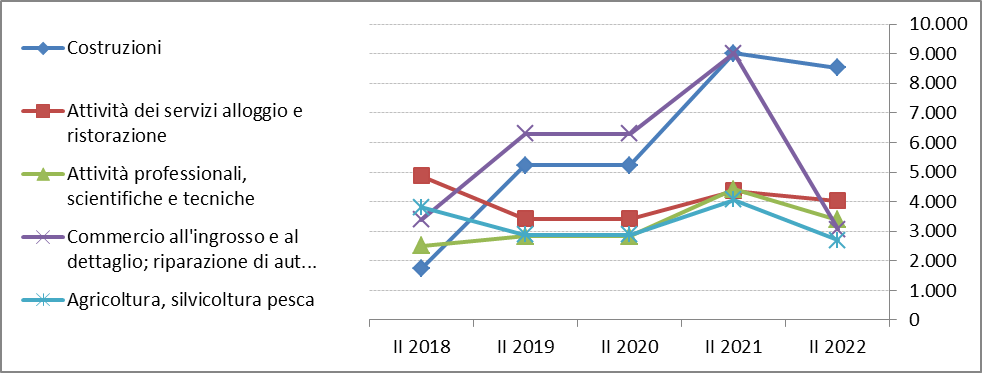 Costruzioni
Attività dei servizi alloggio e
ristorazione
Attività professionali,
scientifiche e tecniche
Commercio all'ingrosso e al
dettaglio; riparazione di aut...
Agricoltura, silvicoltura pesca
10.000
9.000
8.000
7.000
6.000
5.000
4.000
3.000
2.000
1.000
0
II 2018 II 2019 II 2020 II 2021 II 2022